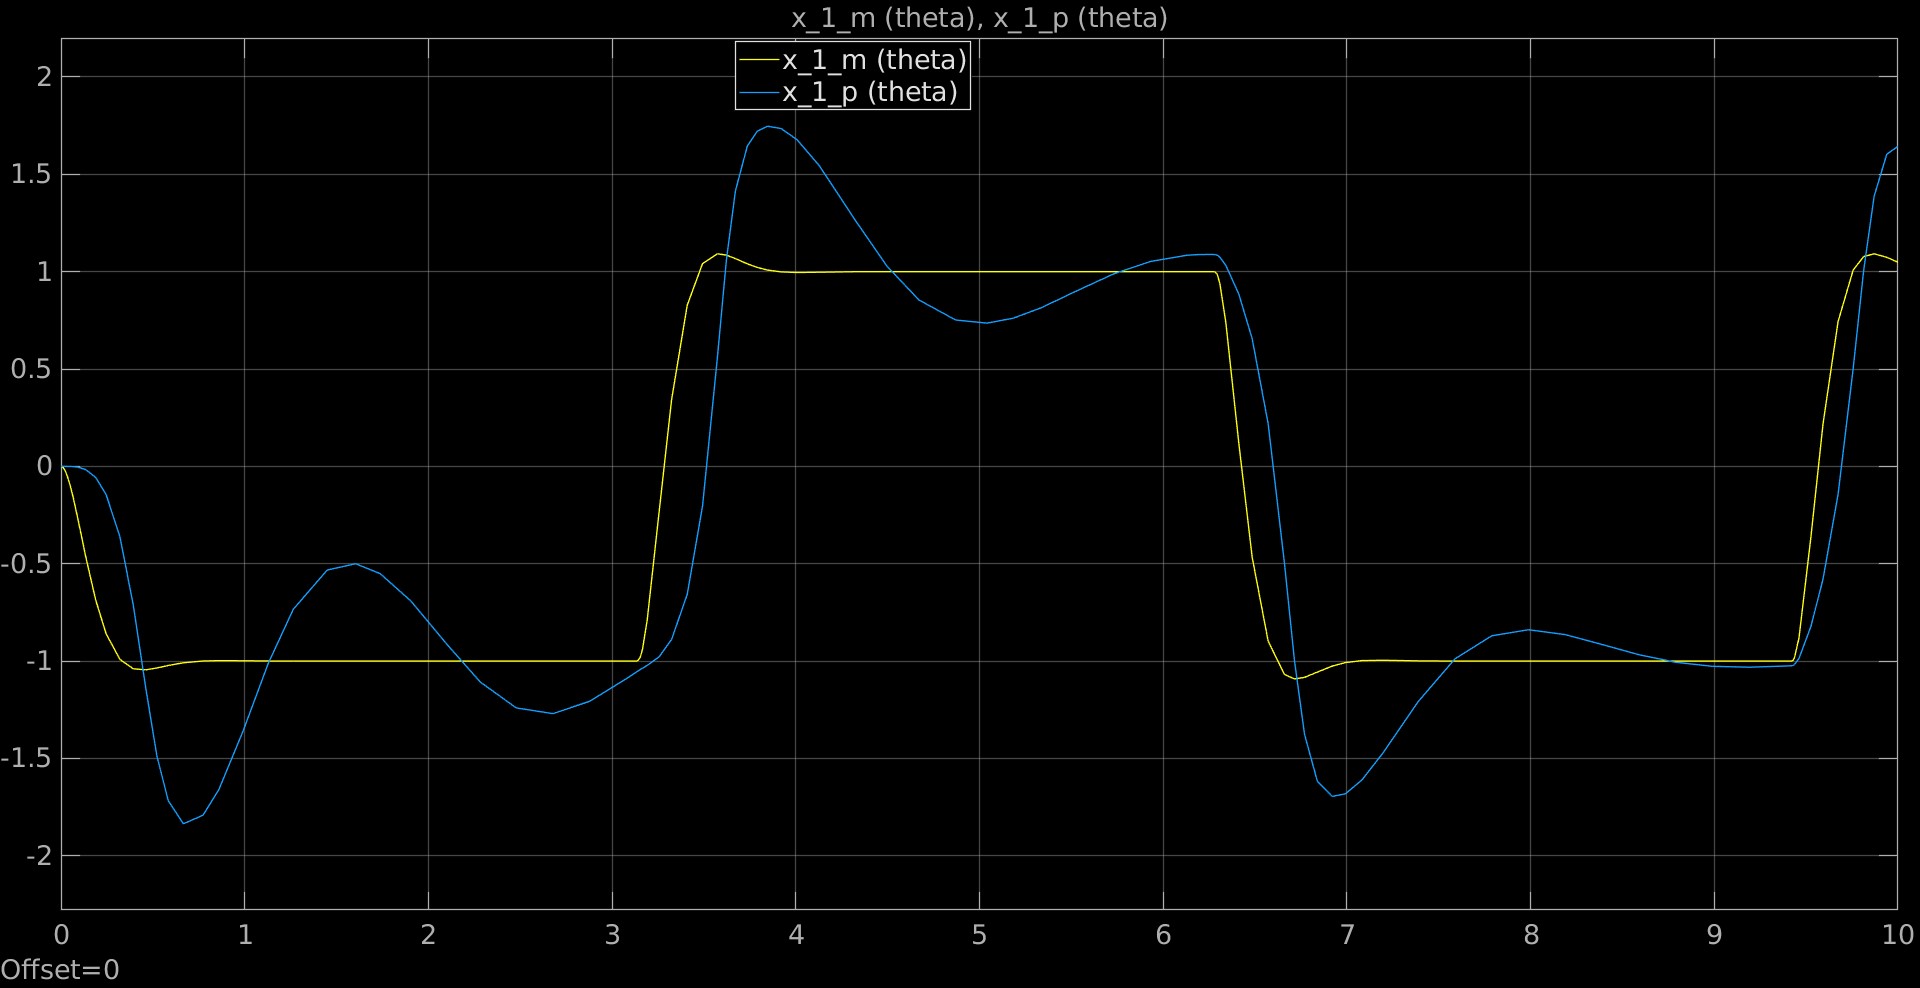 x_1_m (theta), x_1_p (theta)
x_1_m (theta)
x_1_p (theta)
2
1.5
1
0.5
0
-0.5
-1
-1.5
-2
0 1 2 3 4 5 6 7 8 9 10
Offset=0